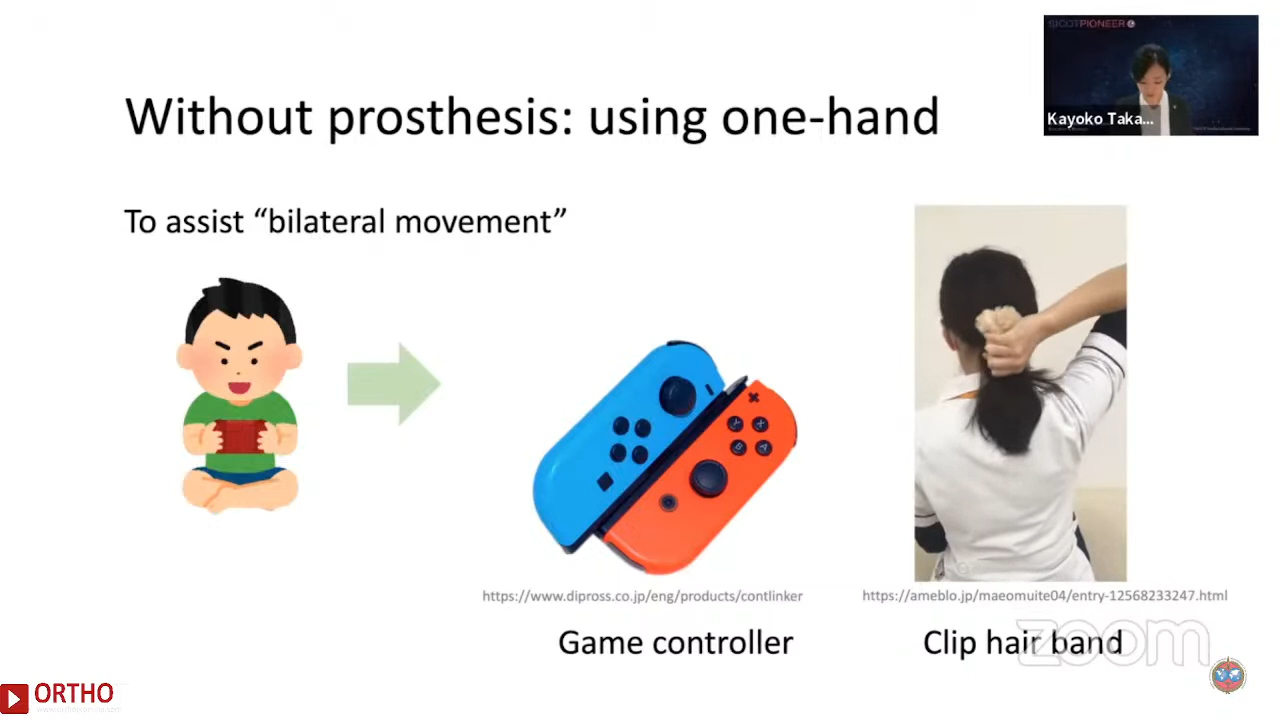 SICOTPIONEER
Kayoko Taka...
Without prosthesis: using one-hand
To assist “bilateral movement”
X
Y
A
B
https://www.dipross.co.jp/eng/products/contlinker
https://ameblo.jp/maeomuite04/entry-12568233247.html
Game controller
Clip hair band
zoom
ORTHO